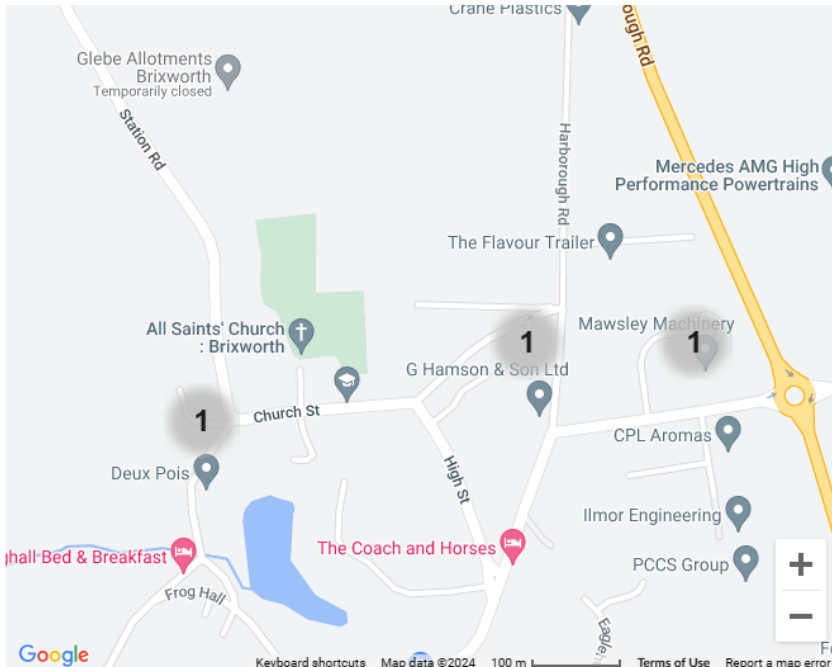 Crane Plastics
ough Rd
Glebe Allotments
Brixworth
Temporarily closed
Station Rd
Harborough Rd
Mercedes AMG High
Performance Powertrains
The Flavour Trailer
All Saints' Church
: Brixworth
1
Mawsley Machinery
1
G Hamson & Son Ltd
1
Church St
CPL Aromas
Deux Pois
High St
Ilmor Engineering
The Coach and Horses
ghall Bed & Breakfast
PCCS Group
Frog Hall
+
−
Google
Keyboard shortcuts Map data ©2024 100 m Terms of Use Report a map error